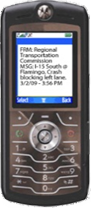 FRM: Regional
Transportation
Commission
MSG: I-15 South @
Flamingo, Crash
blocking left lane.
3/2/09 - 3:56 PM
Select
Back